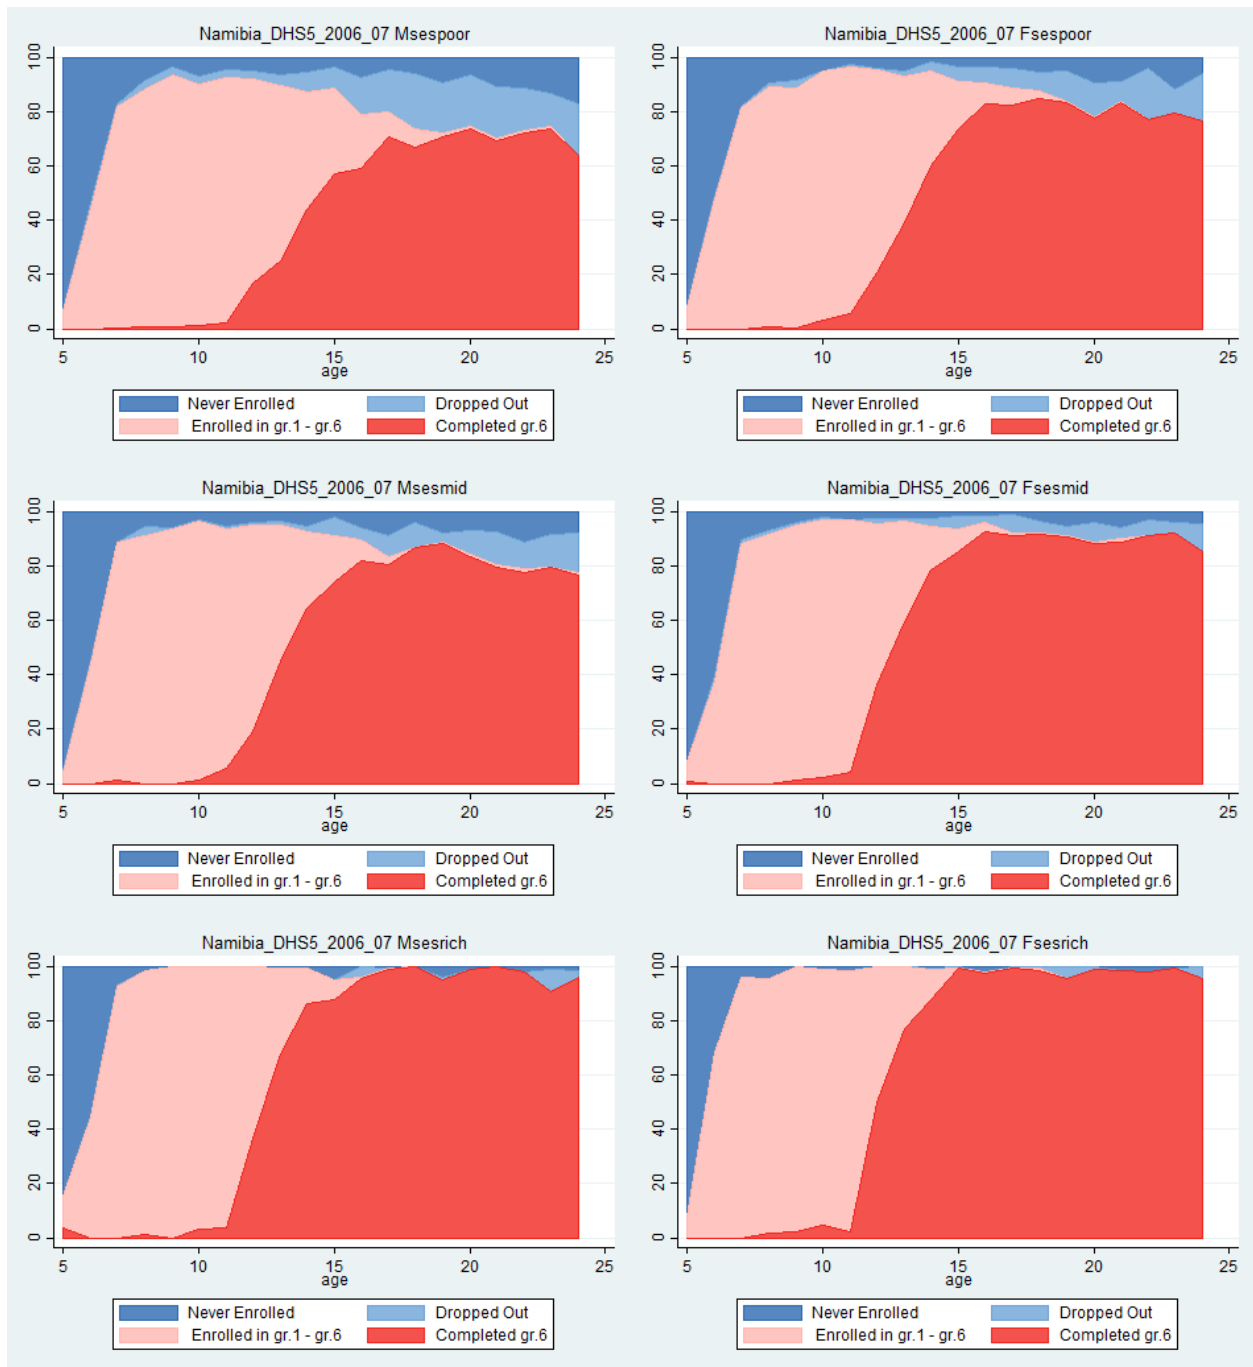 Namibia_DHS5_2006_07 Msespoor
100
80
60
40
20
0
5 10 15 20 25
age
Never Enrolled Dropped Out
Enrolled in gr.1 - gr.6 Completed gr.6
Namibia_DHS5_2006_07 Fsespoor
100
80
60
40
20
0
5 10 15 20 25
age
Never Enrolled Dropped Out
Enrolled in gr.1 - gr.6 Completed gr.6
Namibia_DHS5_2006_07 Msesmid
100
80
60
40
20
0
5 10 15 20 25
age
Never Enrolled Dropped Out
Enrolled in gr.1 - gr.6 Completed gr.6
Namibia_DHS5_2006_07 Fsesmid
100
80
60
40
20
0
5 10 15 20 25
age
Never Enrolled Dropped Out
Enrolled in gr.1 - gr.6 Completed gr.6
Namibia_DHS5_2006_07 Msesrich
100
80
60
40
20
0
5 10 15 20 25
age
Never Enrolled Dropped Out
Enrolled in gr.1 - gr.6 Completed gr.6
Namibia_DHS5_2006_07 Fsesrich
100
80
60
40
20
0
5 10 15 20 25
age
Never Enrolled Dropped Out
Enrolled in gr.1 - gr.6 Completed gr.6